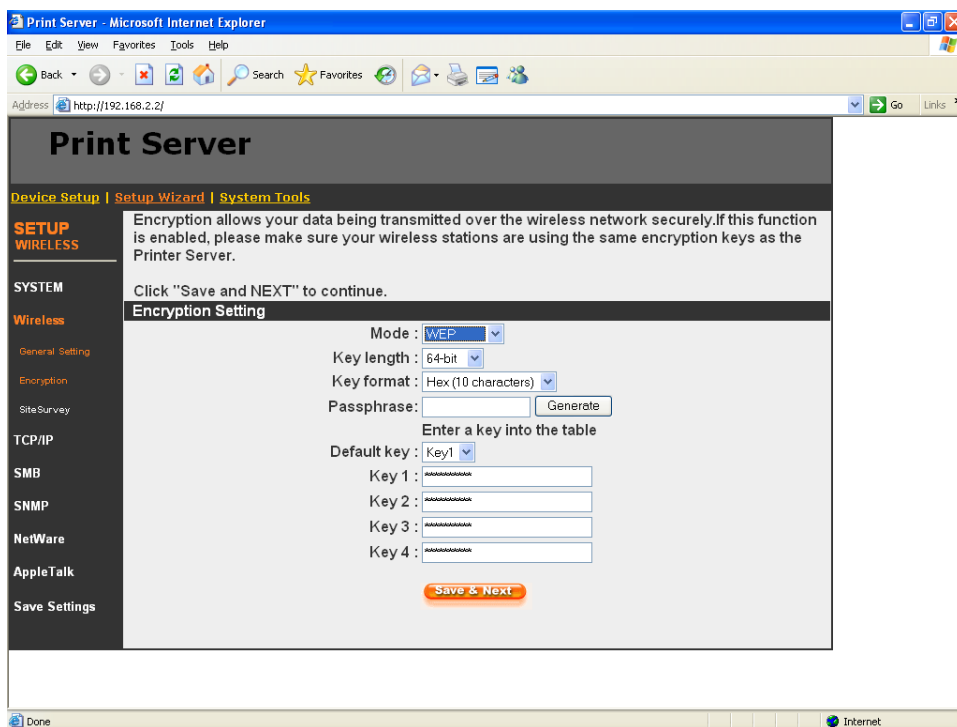 Print Server - Microsoft Internet Explorer
File Edit View Favorites Tools Help
Back Search Favorites
Address http://192.168.2.2/ Go Links
Print Server
Device Setup | Setup Wizard | System Tools
SETUP
WIRELESS
SYSTEM
Wireless
General Setting
Encryption
SiteSurvey
TCP/IP
SMB
SNMP
NetWare
AppleTalk
Save Settings
Encryption allows your data being transmitted over the wireless network securely.If this function
is enabled, please make sure your wireless stations are using the same encryption keys as the
Printer Server.
Click "Save and NEXT" to continue.
Encryption Setting
Mode : WEP
Key length : 64-bit
Key format : Hex (10 characters)
Passphrase: Generate
Enter a key into the table
Default key : Key1
Key 1 : **********
Key 2 : **********
Key 3 : **********
Key 4 : **********
Save & Next
Done Internet